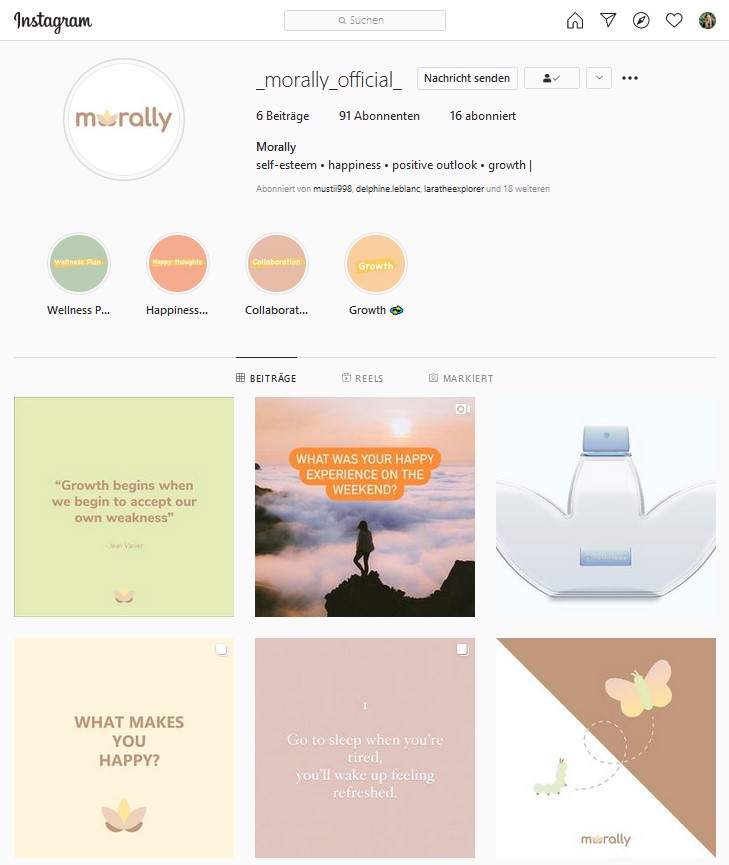 Instagram
Suchen
_morally_official_
Nachricht senden
6 Beiträge 91 Abonnenten 16 abonniert
Morally
self-esteem • happiness • positive outlook • growth |
Abonniert von mustii998, delphine.leblanc, laratheexplorer und 18 weiteren
morally
Wellness Plan
Happy thoughts
Collaboration
Growth
Wellness P...
Happiness...
Collaborat...
Growth
BEITRÄGE
REELS
MARKIERT
“Growth begins when
we begin to accept our
own weakness”
- Jean Vanier
WHAT WAS YOUR HAPPY
EXPERIENCE ON THE
WEEKEND?
WHAT MAKES
YOU
HAPPY?
1
Go to sleep when you're
tired,
you'll wake up feeling
refreshed.
morally